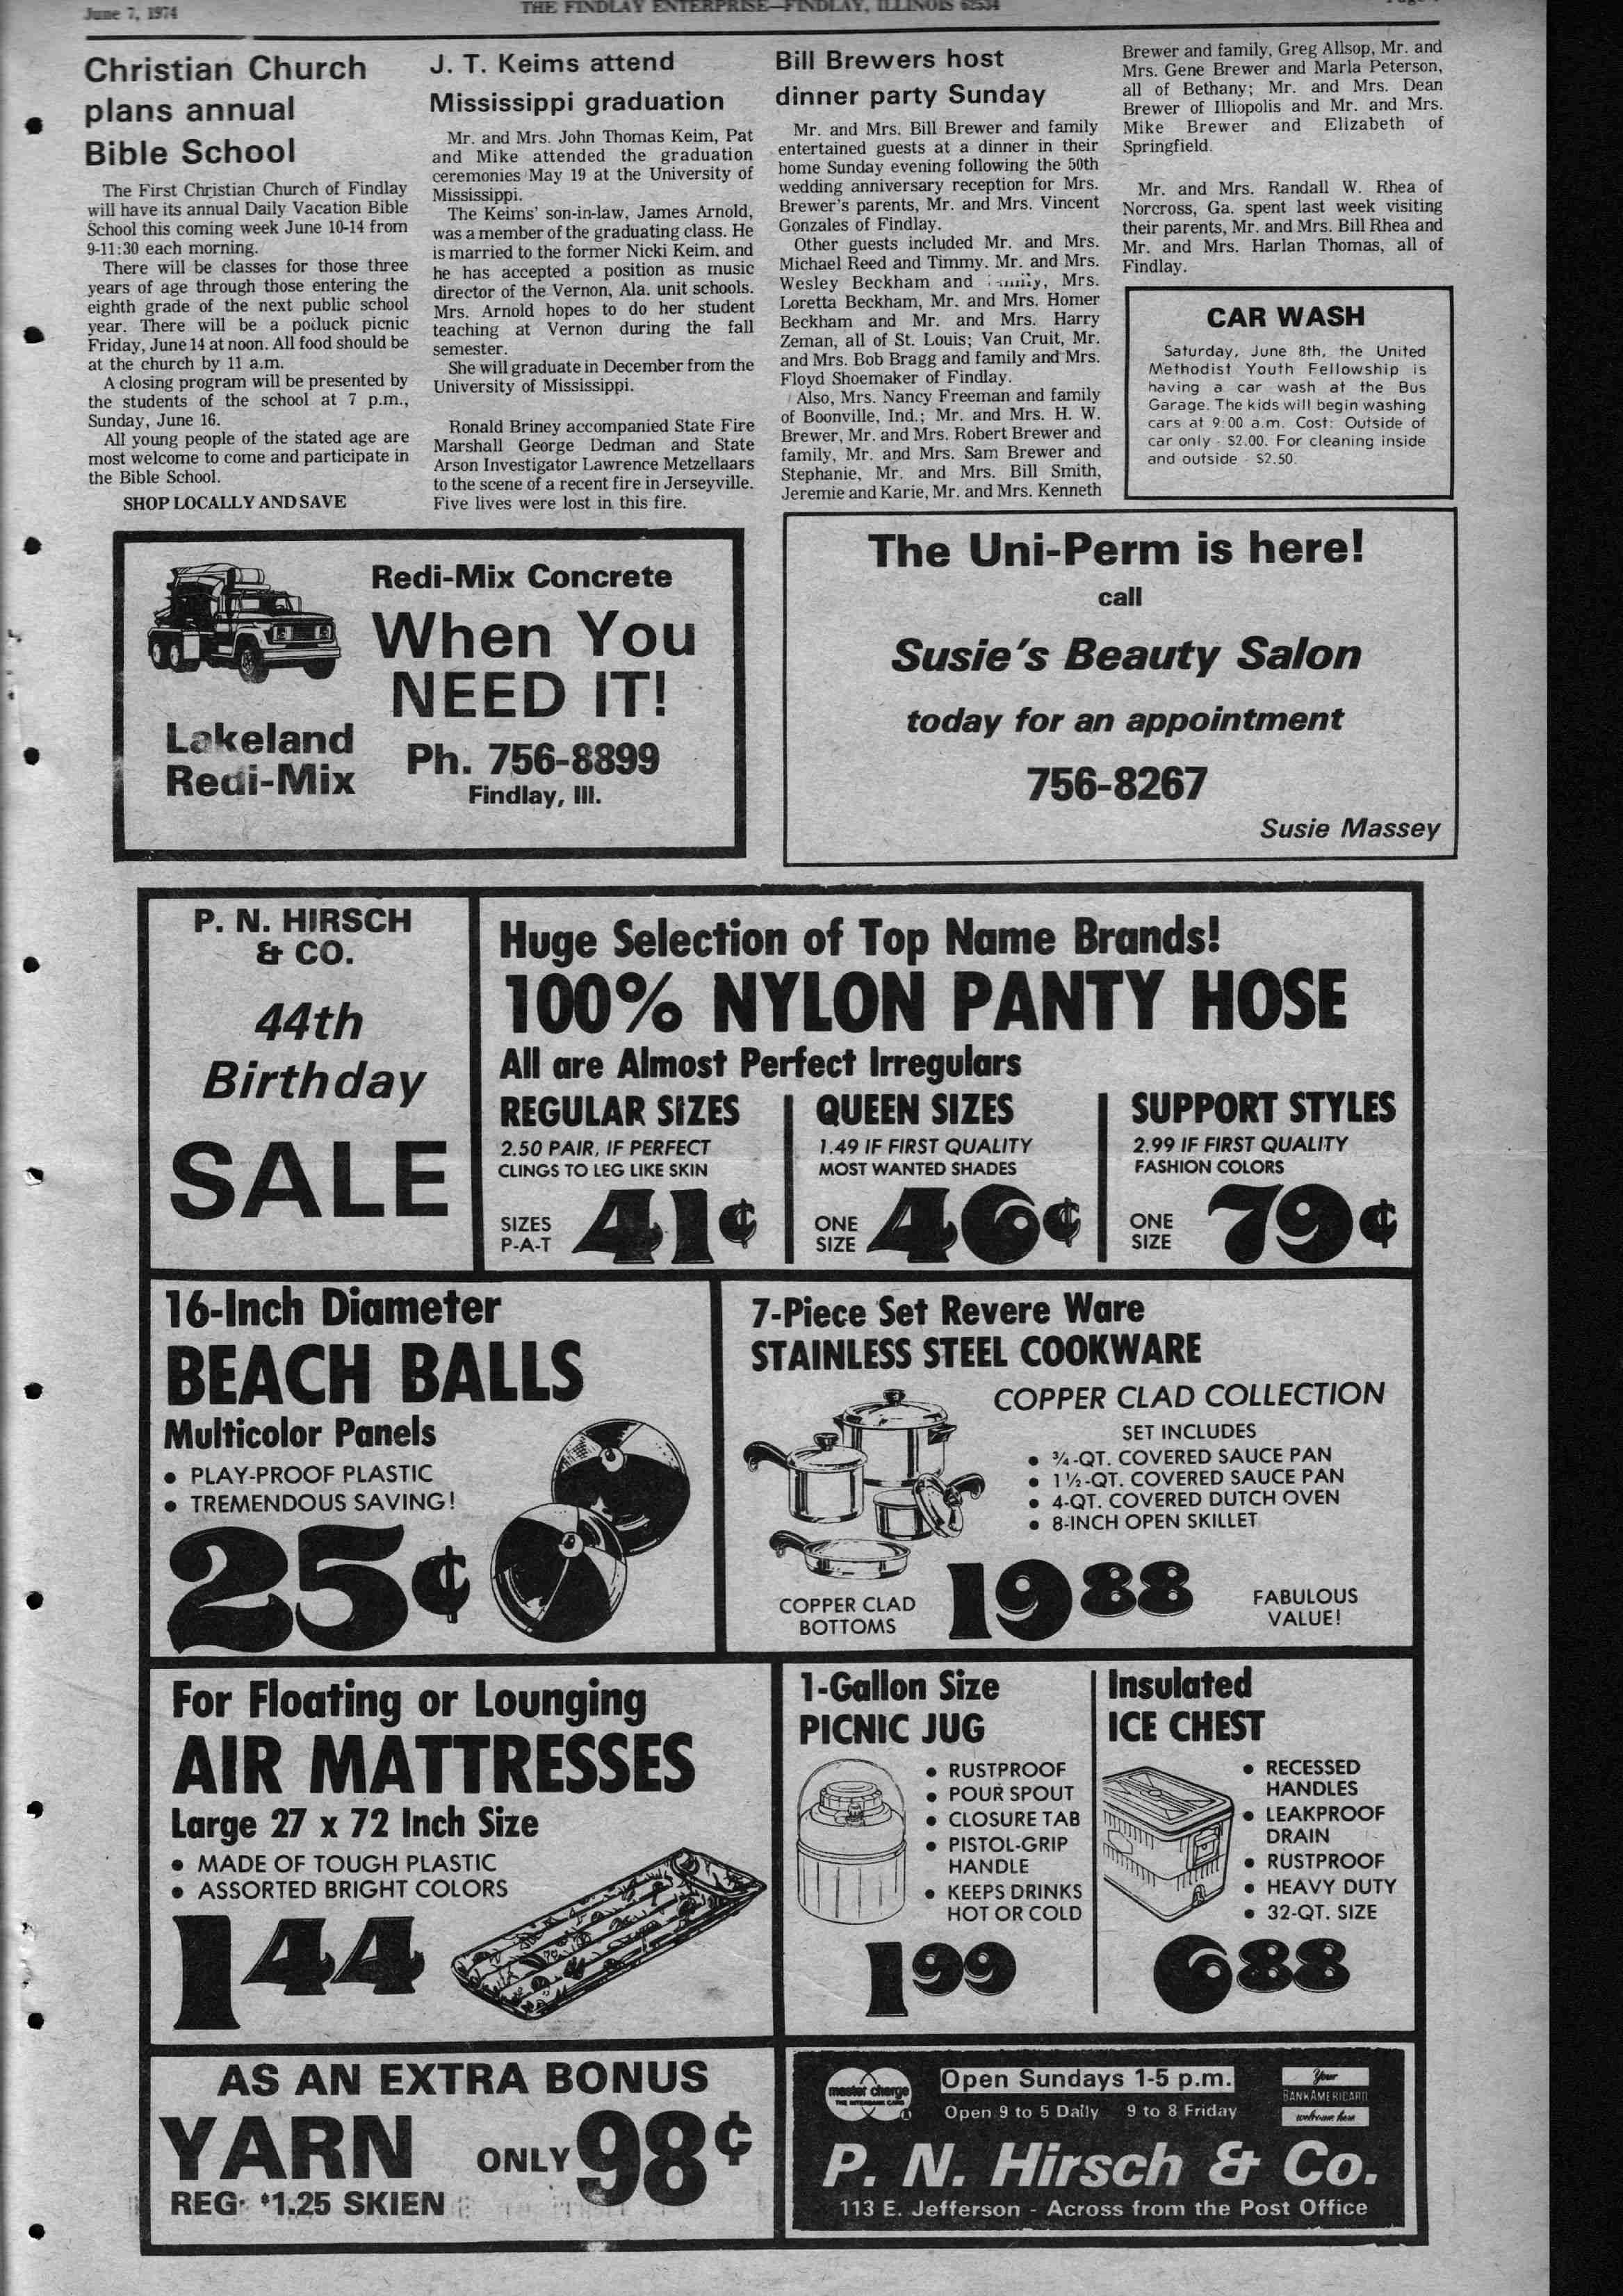 June 7, 1974
THE FINDLAY ENTERPRISE—FINDLAY, ILLINOIS 62534
Christian Church
plans annual
Bible School
The First Christian Church of Findlay
will have its annual Daily Vacation Bible
School this coming week June 10-14 from
9-11:30 each morning.
There will be classes for those three
years of age through those entering the
eighth grade of the next public school
year. There will be a potluck picnic
Friday, June 14 at noon. All food should be
at the church by 11 a.m.
A closing program will be presented by
the students of the school at 7 p.m.,
Sunday, June 16.
All young people of the stated age are
most welcome to come and participate in
the Bible School.
SHOP LOCALLY AND SAVE
J. T. Keims attend
Mississippi graduation
Mr. and Mrs. John Thomas Keim, Pat
and Mike attended the graduation
ceremonies May 19 at the University of
Mississippi.
The Keims' son-in-law, James Arnold,
was a member of the graduating class. He
is married to the former Nicki Keim, and
he has accepted a position as music
director of the Vernon, Ala. unit schools.
Mrs. Arnold hopes to do her student
teaching at Vernon during the fall
semester.
She will graduate in December from the
University of Mississippi.
Ronald Briney accompanied State Fire
Marshall George Dedman and State
Arson Investigator Lawrence Metzellaars
to the scene of a recent fire in Jerseyville.
Five lives were lost in this fire.
Bill Brewers host
dinner party Sunday
Mr. and Mrs. Bill Brewer and family
entertained guests at a dinner in their
home Sunday evening following the 50th
wedding anniversary reception for Mrs.
Brewer's parents, Mr. and Mrs. Vincent
Gonzales of Findlay.
Other guests included Mr. and Mrs.
Michael Reed and Timmy. Mr. and Mrs.
Wesley Beckham and family, Mrs.
Loretta Beckham, Mr. and Mrs. Homer
Beckham and Mr. and Mrs. Harry
Zeman, all of St. Louis; Van Cruit, Mr.
and Mrs. Bob Bragg and family and Mrs.
Floyd Shoemaker of Findlay.
Also, Mrs. Nancy Freeman and family
of Boonville, Ind.; Mr. and Mrs. H. W.
Brewer, Mr. and Mrs. Robert Brewer and
family, Mr. and Mrs. Sam Brewer and
Stephanie, Mr. and Mrs. Bill Smith,
Jeremie and Karie, Mr. and Mrs. Kenneth
Brewer and family, Greg Allsop, Mr. and
Mrs. Gene Brewer and Marla Peterson,
all of Bethany; Mr. and Mrs. Dean
Brewer of Illiopolis and Mr. and Mrs.
Mike Brewer and Elizabeth of
Springfield.
Mr. and Mrs. Randall W. Rhea of
Norcross, Ga. spent last week visiting
their parents, Mr. and Mrs. Bill Rhea and
Mr. and Mrs. Harlan Thomas, all of
Findlay.
CAR WASH
Saturday, June 8th, the United
Methodist Youth Fellowship is
having a car wash at the Bus
Garage. The kids will begin washing
cars at 9:00 a.m. Cost: Outside of
car only - $2.00. For cleaning inside
and outside - $2.50.
Redi-Mix Concrete
When You
NEED IT!
Lakeland
Redi-Mix
Ph. 756-8899
Findlay, Ill.
The Uni-Perm is here!
call
Susie's Beauty Salon
today for an appointment
756-8267
Susie Massey
P. N. HIRSCH
& CO.
44th
Birthday
SALE
Huge Selection of Top Name Brands!
100% NYLON PANTY HOSE
All are Almost Perfect Irregulars
REGULAR SIZES
2.50 PAIR, IF PERFECT
CLINGS TO LEG LIKE SKIN
SIZES
P-A-T
41¢
QUEEN SIZES
1.49 IF FIRST QUALITY
MOST WANTED SHADES
ONE
SIZE
46¢
SUPPORT STYLES
2.99 IF FIRST QUALITY
FASHION COLORS
ONE
SIZE
79¢
16-Inch Diameter
BEACH BALLS
Multicolor Panels
• PLAY-PROOF PLASTIC
• TREMENDOUS SAVING!
25¢
7-Piece Set Revere Ware
STAINLESS STEEL COOKWARE
COPPER CLAD COLLECTION
SET INCLUDES
• ¾-QT. COVERED SAUCE PAN
• 1½-QT. COVERED SAUCE PAN
• 4-QT. COVERED DUTCH OVEN
• 8-INCH OPEN SKILLET
COPPER CLAD
BOTTOMS
19 88
FABULOUS
VALUE!
For Floating or Lounging
AIR MATTRESSES
Large 27 x 72 Inch Size
• MADE OF TOUGH PLASTIC
• ASSORTED BRIGHT COLORS
1 44
1-Gallon Size
PICNIC JUG
• RUSTPROOF
• POUR SPOUT
• CLOSURE TAB
• PISTOL-GRIP
HANDLE
• KEEPS DRINKS
HOT OR COLD
1 99
Insulated
ICE CHEST
• RECESSED
HANDLES
• LEAKPROOF
DRAIN
• RUSTPROOF
• HEAVY DUTY
• 32-QT. SIZE
6 88
AS AN EXTRA BONUS
YARN ONLY 98¢
REG. $1.25 SKIEN
master charge
THE INTERBANK CARD
Open Sundays 1-5 p.m.
Open 9 to 5 Daily 9 to 8 Friday
Your
BANKAMERICARD
welcome here
P. N. Hirsch & Co.
113 E. Jefferson - Across from the Post Office